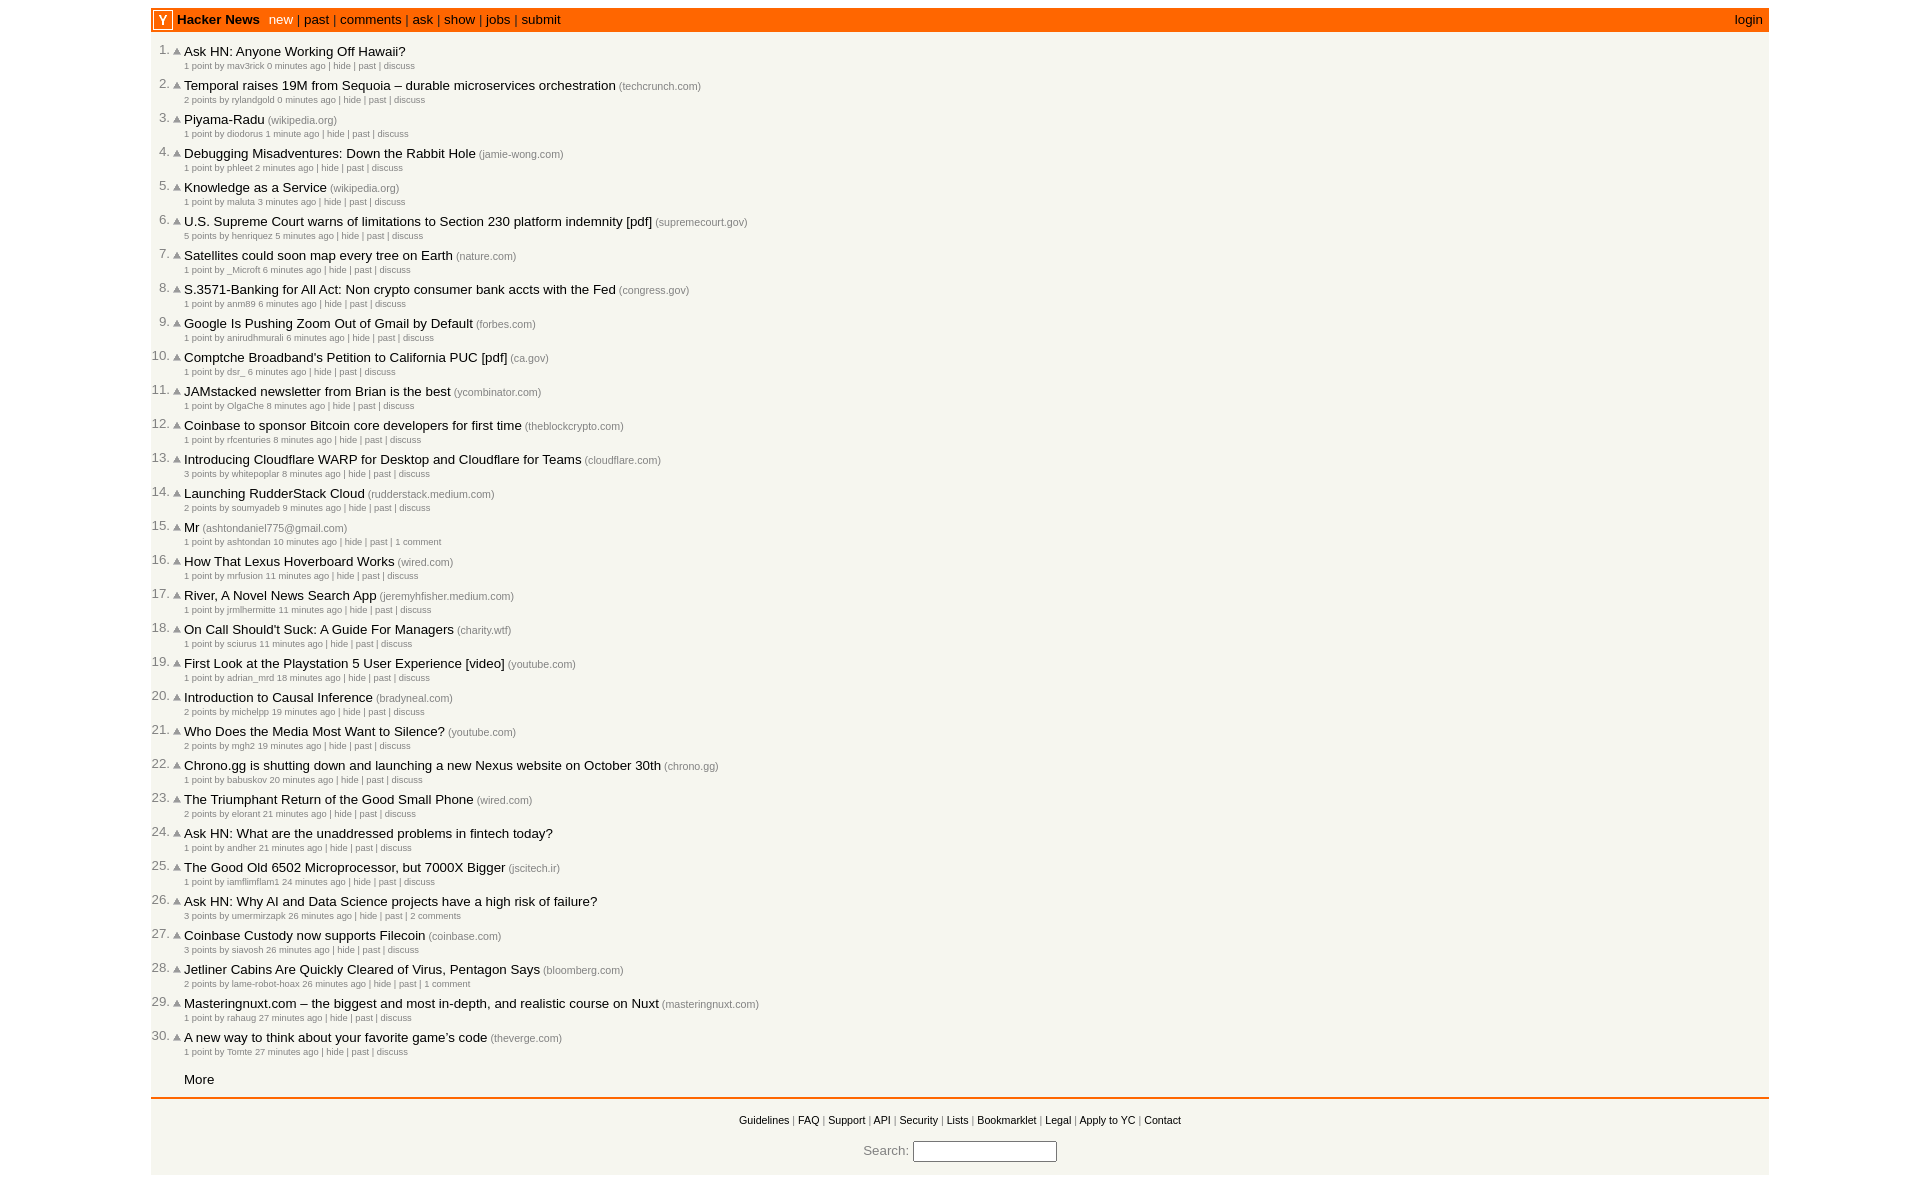 Y Hacker News new | past | comments | ask | show | jobs | submit login
1. Ask HN: Anyone Working Off Hawaii?
1 point by mav3rick 0 minutes ago | hide | past | discuss
2. Temporal raises 19M from Sequoia – durable microservices orchestration (techcrunch.com)
2 points by rylandgold 0 minutes ago | hide | past | discuss
3. Piyama-Radu (wikipedia.org)
1 point by diodorus 1 minute ago | hide | past | discuss
4. Debugging Misadventures: Down the Rabbit Hole (jamie-wong.com)
1 point by phleet 2 minutes ago | hide | past | discuss
5. Knowledge as a Service (wikipedia.org)
1 point by maluta 3 minutes ago | hide | past | discuss
6. U.S. Supreme Court warns of limitations to Section 230 platform indemnity [pdf] (supremecourt.gov)
5 points by henriquez 5 minutes ago | hide | past | discuss
7. Satellites could soon map every tree on Earth (nature.com)
1 point by _Microft 6 minutes ago | hide | past | discuss
8. S.3571-Banking for All Act: Non crypto consumer bank accts with the Fed (congress.gov)
1 point by anm89 6 minutes ago | hide | past | discuss
9. Google Is Pushing Zoom Out of Gmail by Default (forbes.com)
1 point by anirudhmurali 6 minutes ago | hide | past | discuss
10. Comptche Broadband's Petition to California PUC [pdf] (ca.gov)
1 point by dsr_ 6 minutes ago | hide | past | discuss
11. JAMstacked newsletter from Brian is the best (ycombinator.com)
1 point by OlgaChe 8 minutes ago | hide | past | discuss
12. Coinbase to sponsor Bitcoin core developers for first time (theblockcrypto.com)
1 point by rfcenturies 8 minutes ago | hide | past | discuss
13. Introducing Cloudflare WARP for Desktop and Cloudflare for Teams (cloudflare.com)
3 points by whitepoplar 8 minutes ago | hide | past | discuss
14. Launching RudderStack Cloud (rudderstack.medium.com)
2 points by soumyadeb 9 minutes ago | hide | past | discuss
15. Mr (ashtondaniel775@gmail.com)
1 point by ashtondan 10 minutes ago | hide | past | 1 comment
16. How That Lexus Hoverboard Works (wired.com)
1 point by mrfusion 11 minutes ago | hide | past | discuss
17. River, A Novel News Search App (jeremyhfisher.medium.com)
1 point by jrmlhermitte 11 minutes ago | hide | past | discuss
18. On Call Should't Suck: A Guide For Managers (charity.wtf)
1 point by sciurus 11 minutes ago | hide | past | discuss
19. First Look at the Playstation 5 User Experience [video] (youtube.com)
1 point by adrian_mrd 18 minutes ago | hide | past | discuss
20. Introduction to Causal Inference (bradyneal.com)
2 points by michelpp 19 minutes ago | hide | past | discuss
21. Who Does the Media Most Want to Silence? (youtube.com)
2 points by mgh2 19 minutes ago | hide | past | discuss
22. Chrono.gg is shutting down and launching a new Nexus website on October 30th (chrono.gg)
1 point by babuskov 20 minutes ago | hide | past | discuss
23. The Triumphant Return of the Good Small Phone (wired.com)
2 points by elorant 21 minutes ago | hide | past | discuss
24. Ask HN: What are the unaddressed problems in fintech today?
1 point by andher 21 minutes ago | hide | past | discuss
25. The Good Old 6502 Microprocessor, but 7000X Bigger (jscitech.ir)
1 point by iamflimflam1 24 minutes ago | hide | past | discuss
26. Ask HN: Why AI and Data Science projects have a high risk of failure?
3 points by umermirzapk 26 minutes ago | hide | past | 2 comments
27. Coinbase Custody now supports Filecoin (coinbase.com)
3 points by siavosh 26 minutes ago | hide | past | discuss
28. Jetliner Cabins Are Quickly Cleared of Virus, Pentagon Says (bloomberg.com)
2 points by lame-robot-hoax 26 minutes ago | hide | past | 1 comment
29. Masteringnuxt.com – the biggest and most in-depth, and realistic course on Nuxt (masteringnuxt.com)
1 point by rahaug 27 minutes ago | hide | past | discuss
30. A new way to think about your favorite game’s code (theverge.com)
1 point by Tomte 27 minutes ago | hide | past | discuss
More
Guidelines | FAQ | Support | API | Security | Lists | Bookmarklet | Legal | Apply to YC | Contact
Search: